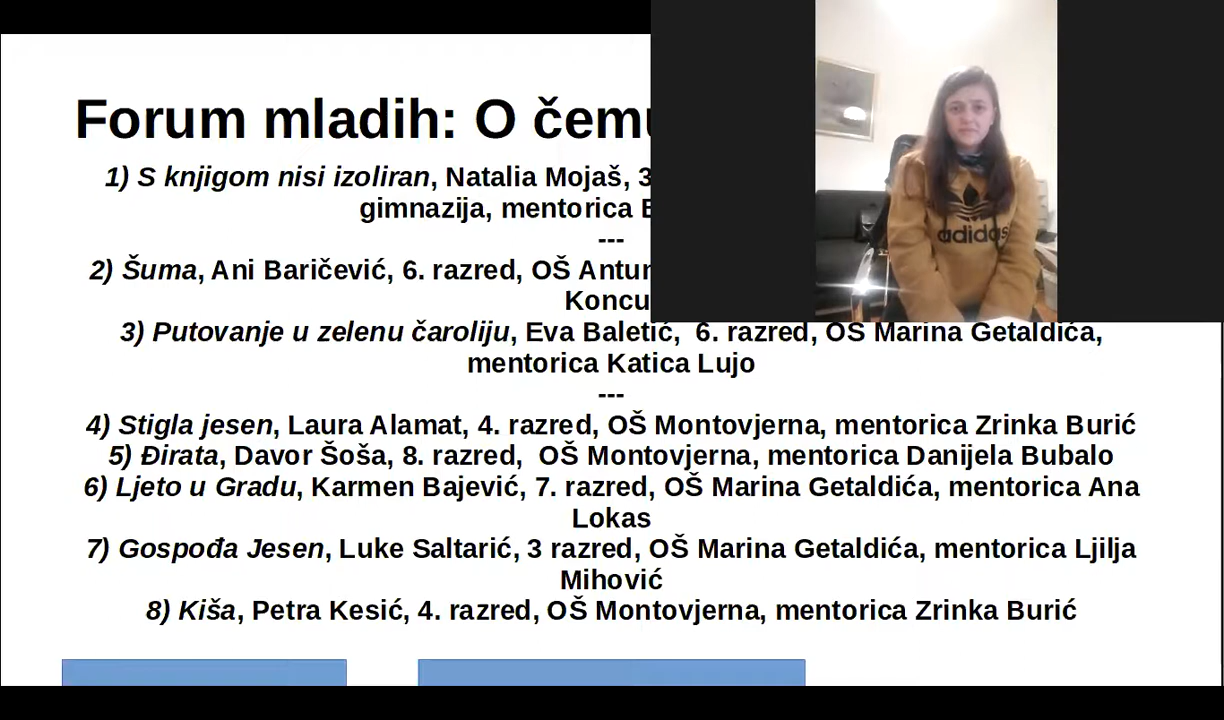 Forum mladih: O čemu
1) S knjigom nisi izoliran, Natalia Mojaš, 3
gimnazija, mentorica
---
2) Šuma, Ani Baričević, 6. razred, OŠ Antun
Koncu
3) Putovanje u zelenu čaroliju, Eva Baletić, 6. razred, OŠ Marina Getaldića,
mentorica Katica Lujo
---
4) Stigla jesen, Laura Alamat, 4. razred, OŠ Montovjerna, mentorica Zrinka Burić
5) Đirata, Davor Šoša, 8. razred, OŠ Montovjerna, mentorica Danijela Bubalo
6) Ljeto u Gradu, Karmen Bajević, 7. razred, OŠ Marina Getaldića, mentorica Ana
Lokas
7) Gospođa Jesen, Luke Saltarić, 3 razred, OŠ Marina Getaldića, mentorica Ljilja
Mihović
8) Kiša, Petra Kesić, 4. razred, OŠ Montovjerna, mentorica Zrinka Burić
adidas